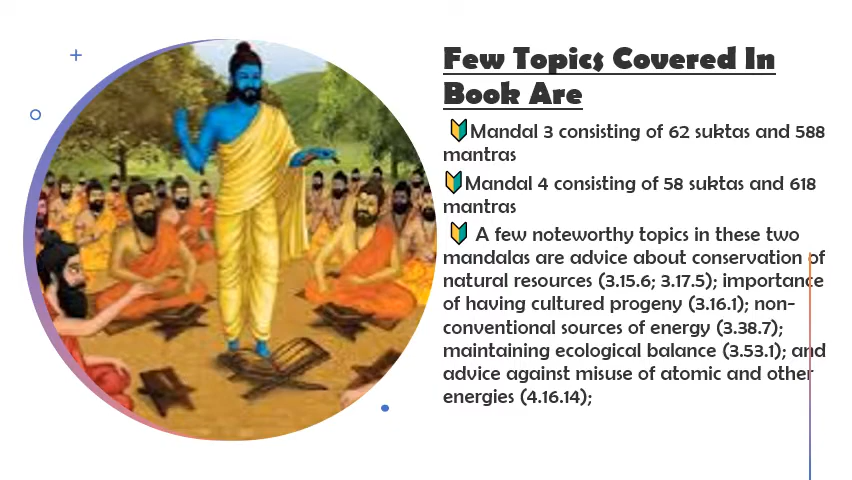 Few Topics Covered In
Book Are
🔰Mandal 3 consisting of 62 suktas and 588
mantras
🔰Mandal 4 consisting of 58 suktas and 618
mantras
🔰 A few noteworthy topics in these two
mandalas are advice about conservation of
natural resources (3.15.6; 3.17.5); importance
of having cultured progeny (3.16.1); non-
conventional sources of energy (3.38.7);
maintaining ecological balance (3.53.1); and
advice against misuse of atomic and other
energies (4.16.14);